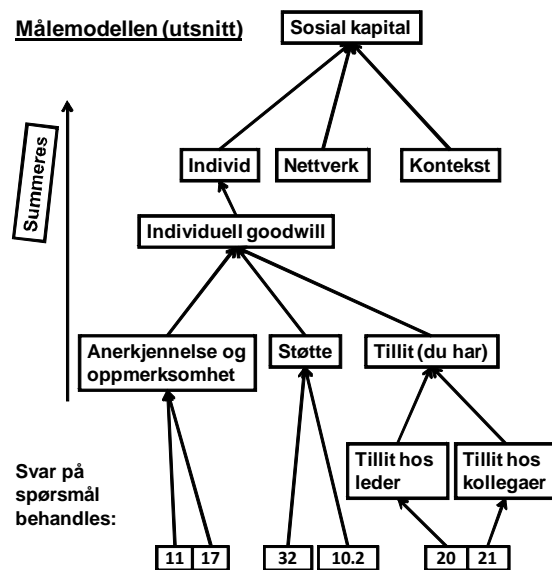 Målemodellen (utsnitt)
Sosial kapital
Summeres
Individ
Nettverk
Kontekst
Individuell goodwill
Anerkjennelse og
oppmerksomhet
Støtte
Tillit (du har)
Tillit hos
leder
Tillit hos
kollegaer
Svar på
spørsmål
behandles:
11
17
32
10.2
20
21